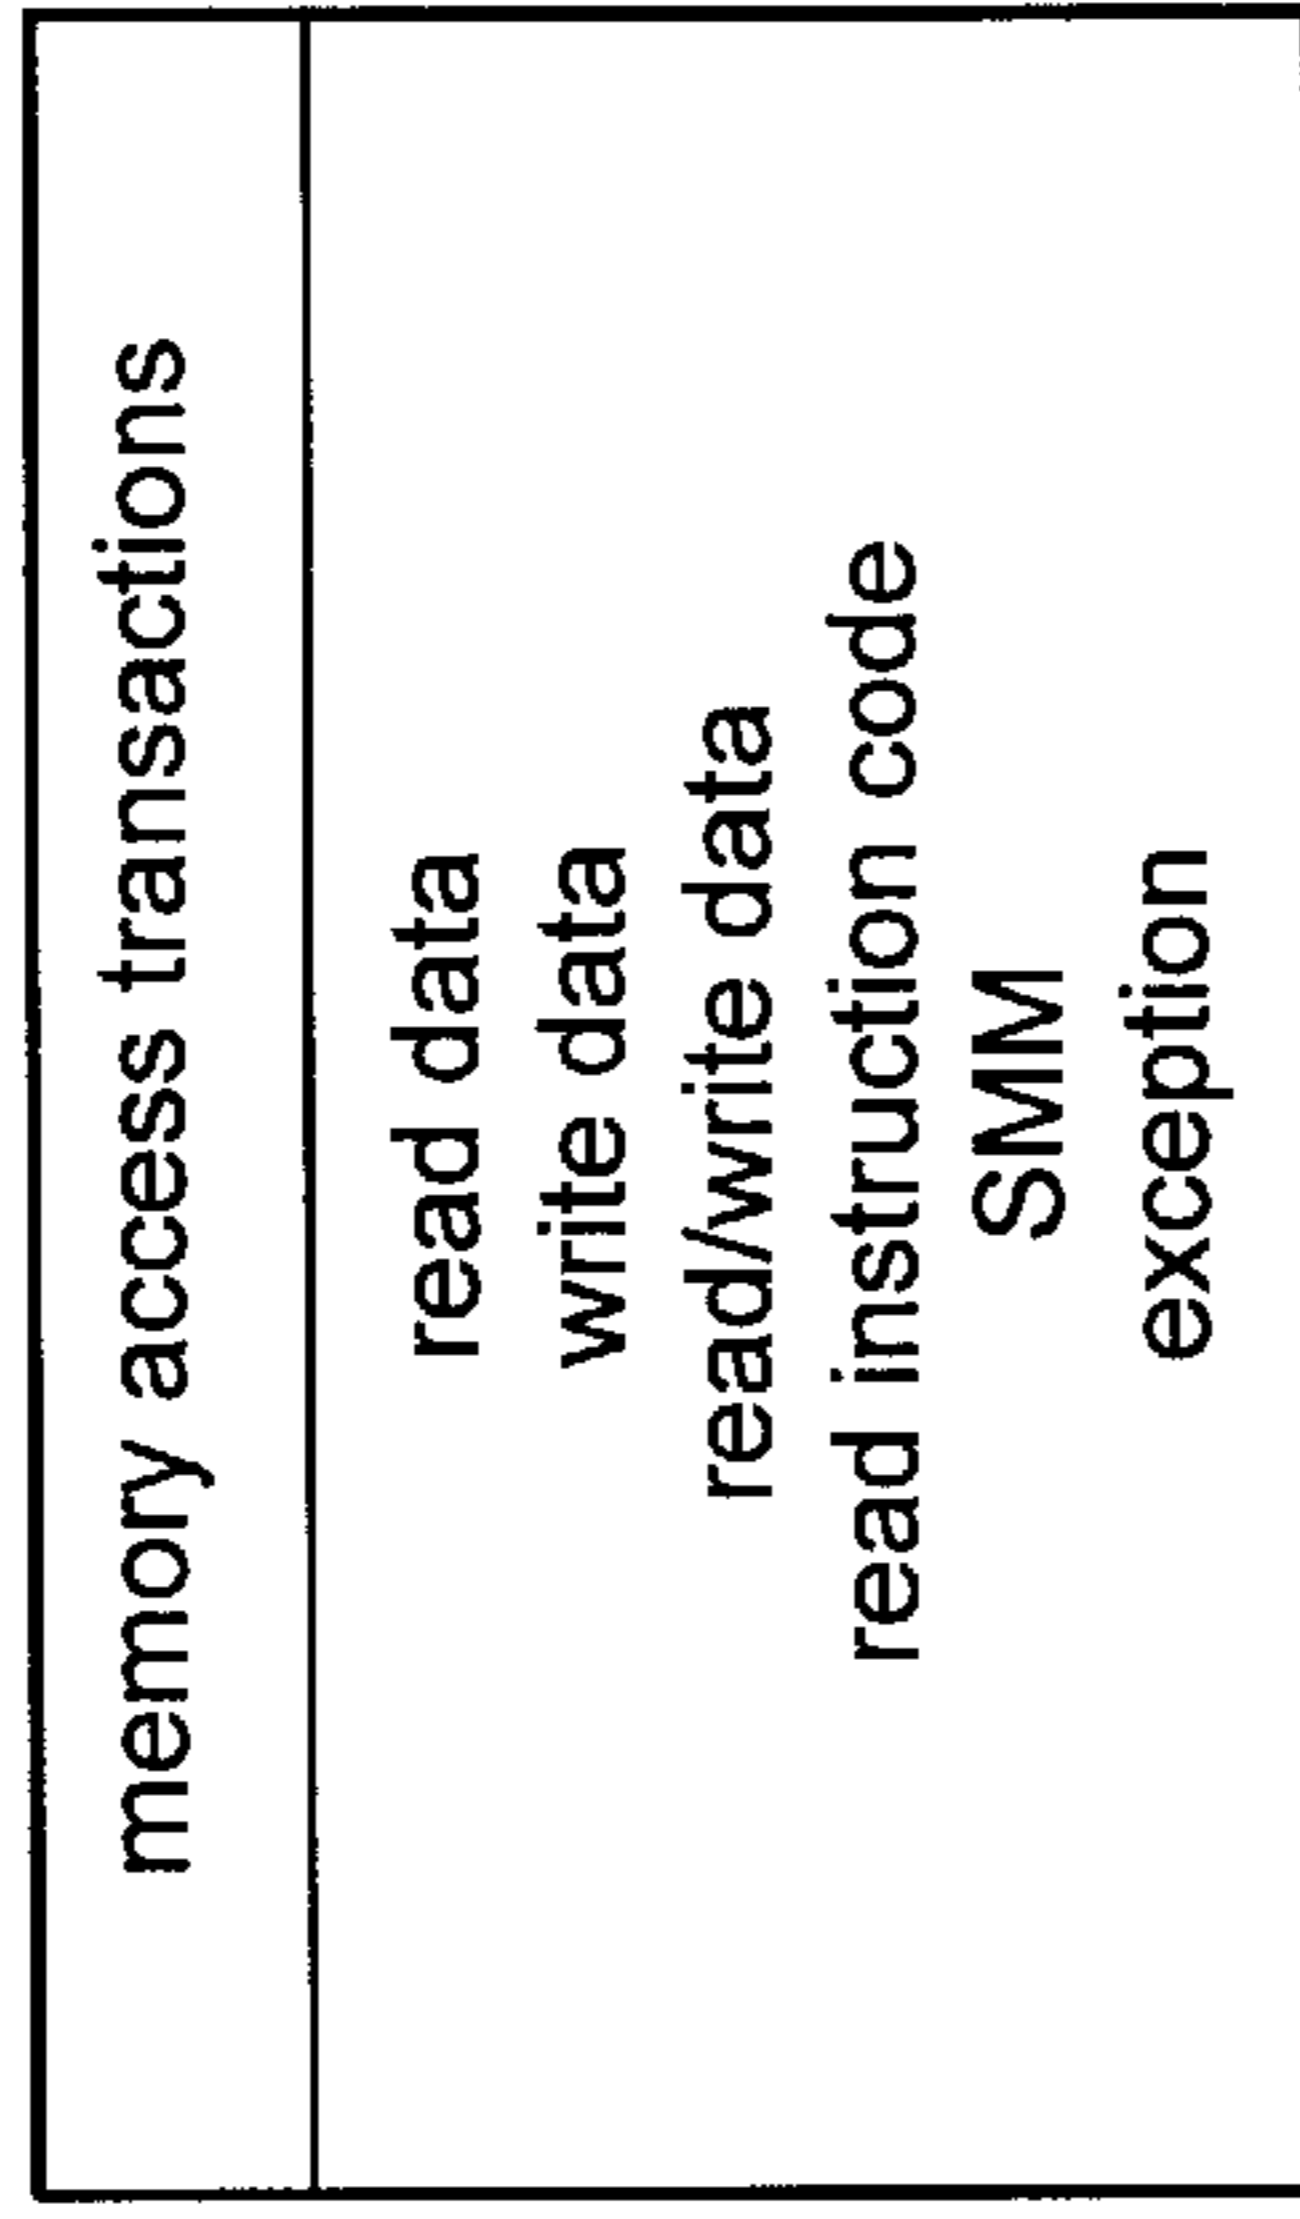 memory access transactions
read data
write data
read/write data
read instruction code
SMM
exception